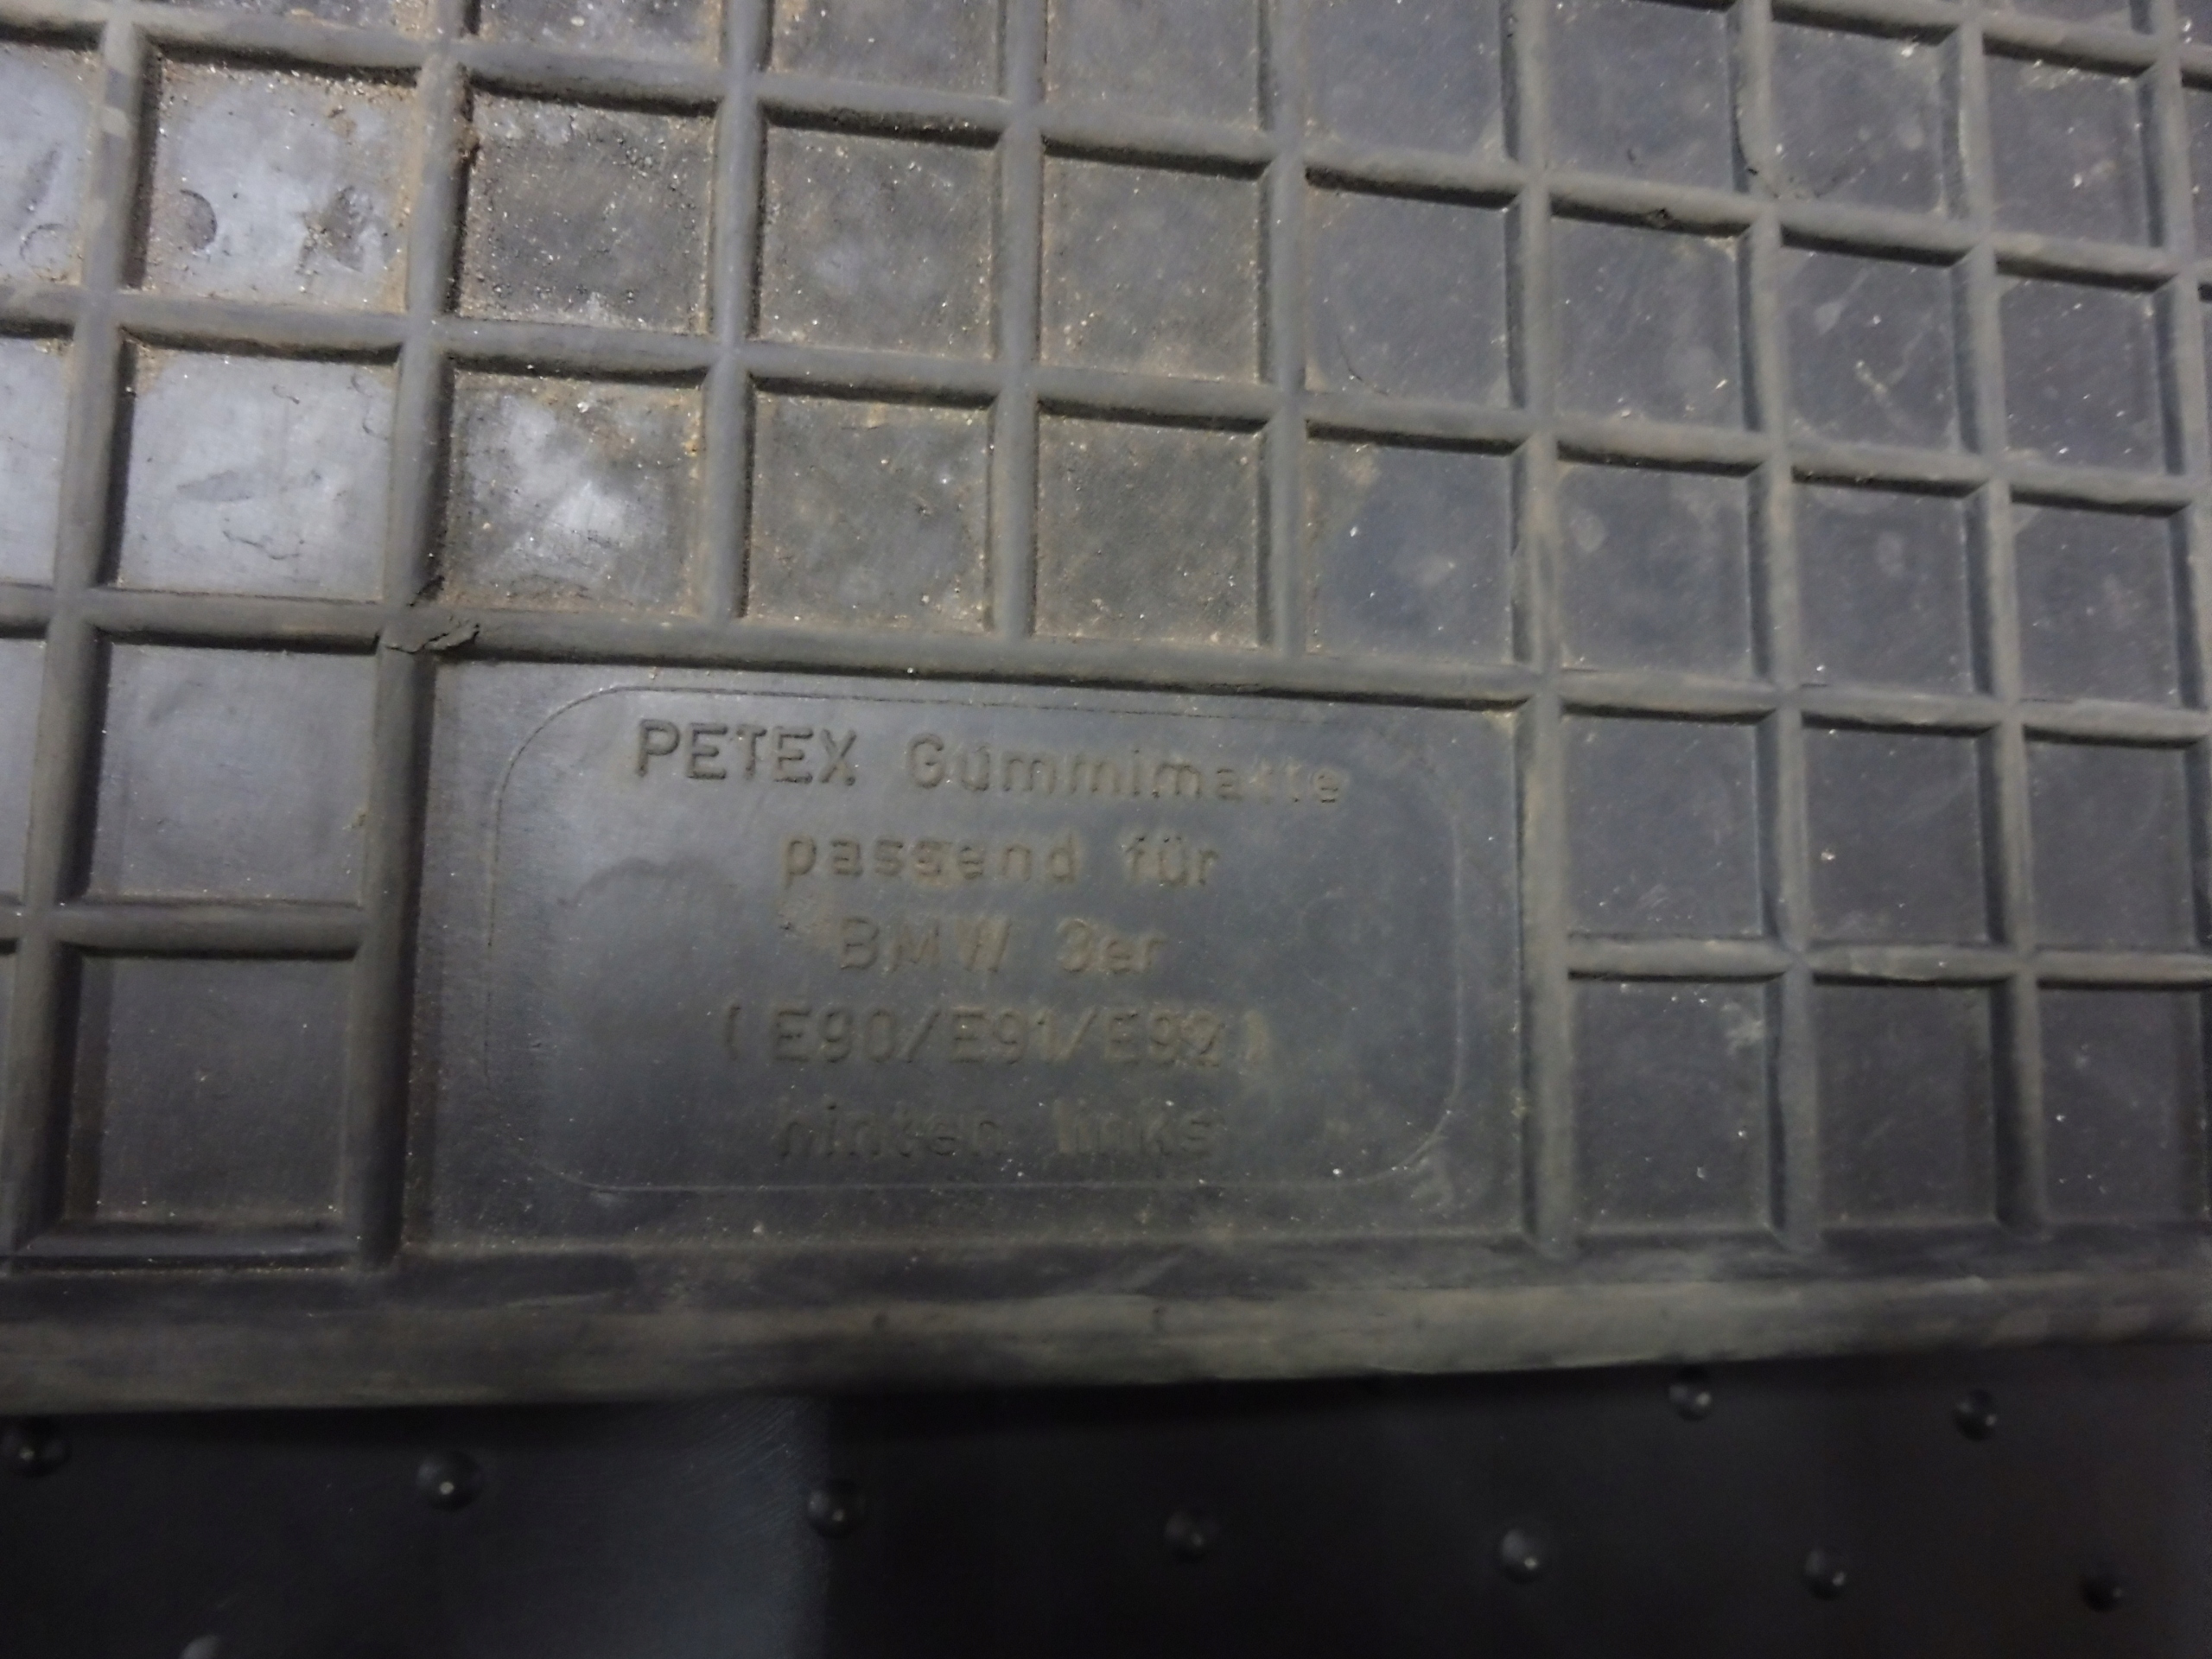 PETEX Gummimatte
passend für
BMW 3er
(E90/E91/E92)
hinten links